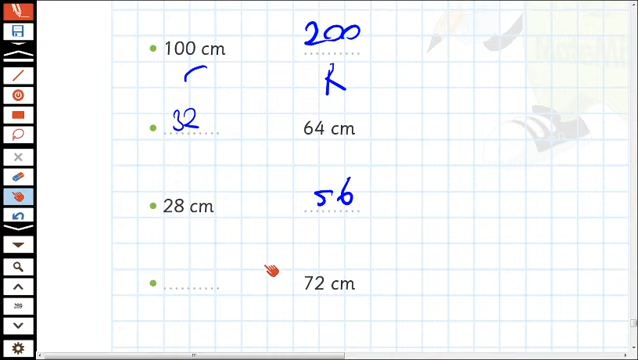 • 100 cm 200
r R
• 32 64 cm
• 28 cm 56
• .......... 72 cm